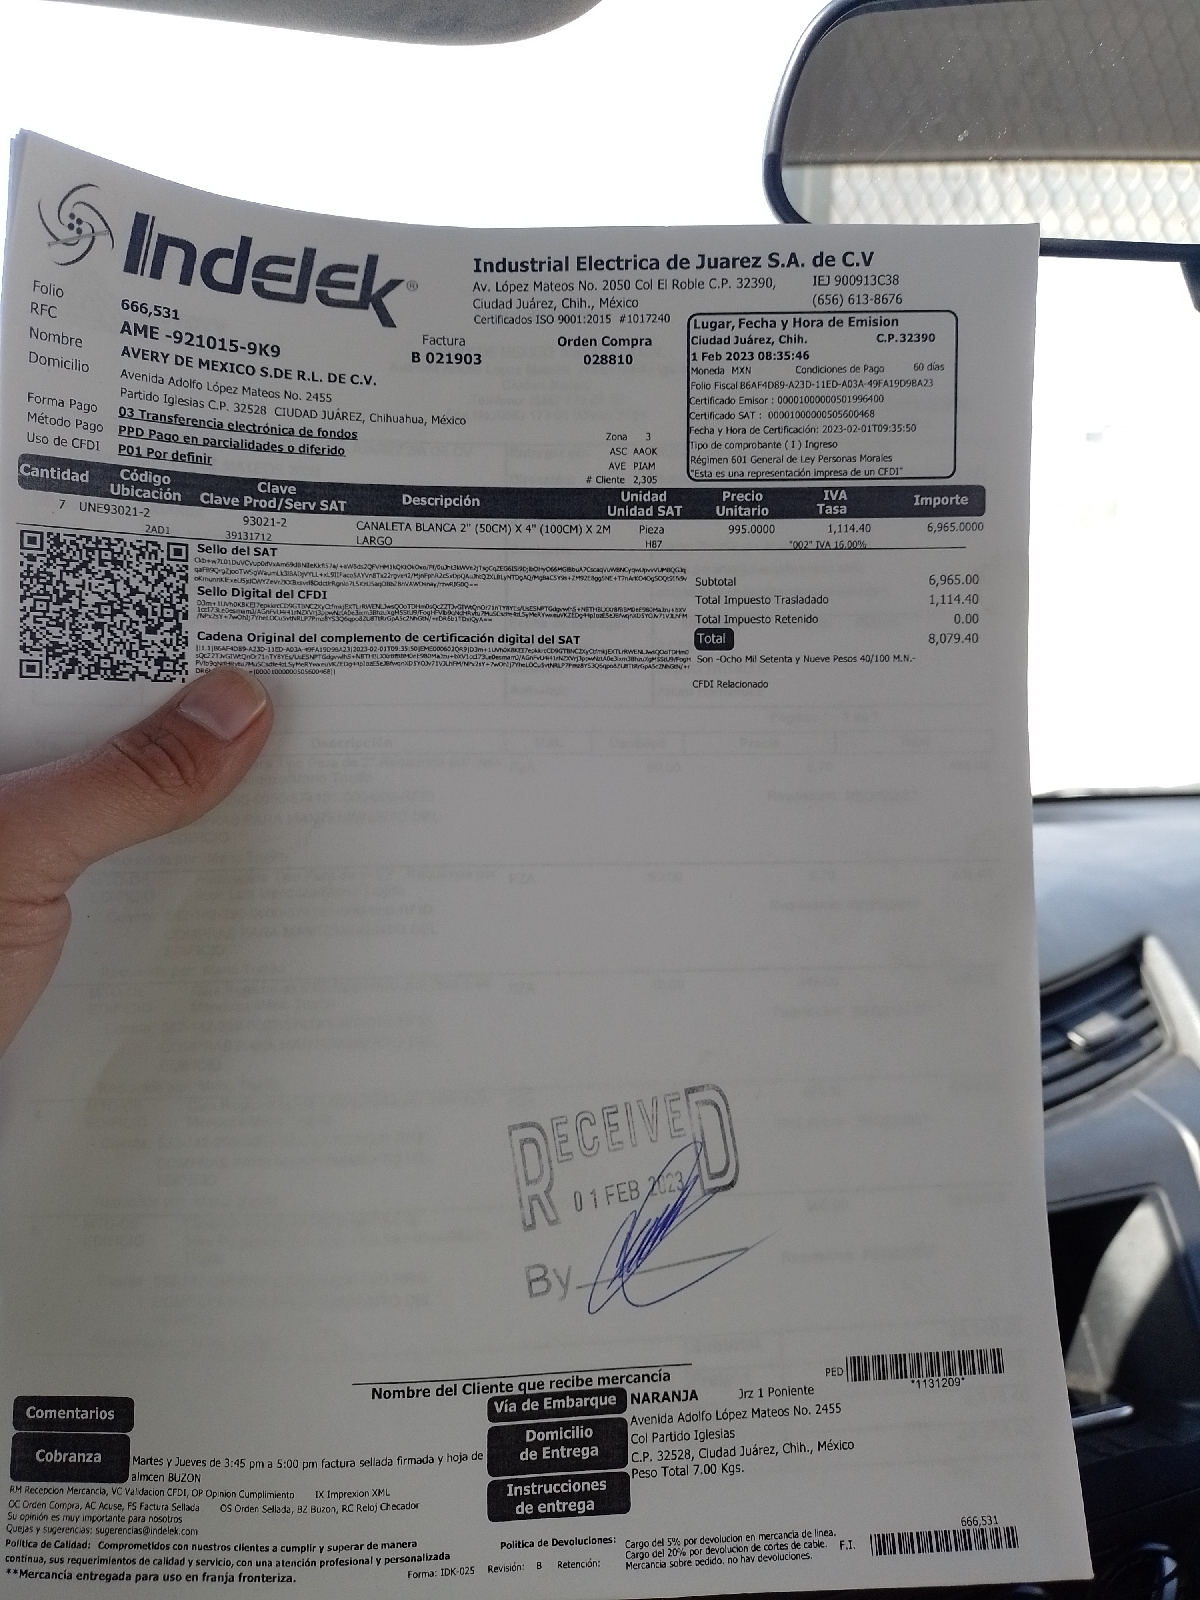 Indelek®
Industrial Electrica de Juarez S.A. de C.V
Av. López Mateos No. 2050 Col El Roble C.P. 32390,
IEJ 900913C38
Ciudad Juárez, Chih., México
(656) 613-8676
Certificados ISO 9001:2015 #1017240
Folio
666,531
RFC
AME -921015-9K9
Nombre
AVERY DE MEXICO S.DE R.L. DE C.V.
Domicilio
Avenida Adolfo López Mateos No. 2455
Partido Iglesias C.P. 32528 CIUDAD JUÁREZ, Chihuahua, México
Forma Pago
03 Transferencia electrónica de fondos
Método Pago
PPD Pago en parcialidades o diferido
Uso de CFDI
P01 Por definir
Factura
B 021903
Orden Compra
028810
Zona 3
ASC AAOK
AVE PIAM
# Cliente 2,305
Lugar, Fecha y Hora de Emision
Ciudad Juárez, Chih. C.P.32390
1 Feb 2023 08:35:46
Moneda MXN Condiciones de Pago 60 días
Folio Fiscal B6AF4D89-A23D-11ED-A03A-49FA19D9BA23
Certificado Emisor : 00001000000501996400
Certificado SAT : 00001000000505600468
Fecha y Hora de Certificación: 2023-02-01T09:35:50
Tipo de comprobante ( I ) Ingreso
Régimen 601 General de Ley Personas Morales
"Esta es una representación impresa de un CFDI"
Cantidad Código Ubicación Clave Clave Prod/Serv SAT Descripción Unidad Unidad SAT Precio Unitario IVA Tasa Importe
7 UNE93021-2 93021-2 CANALETA BLANCA 2" (50CM) X 4" (100CM) X 2M Pieza 995.0000 1,114.40 6,965.0000
2AD1 39131712 LARGO H87 "002" IVA 16.00%
Sello del SAT
Sello Digital del CFDI
Cadena Original del complemento de certificación digital del SAT
Subtotal 6,965.00
Total Impuesto Trasladado 1,114.40
Total Impuesto Retenido 0.00
Total 8,079.40
Son -Ocho Mil Setenta y Nueve Pesos 40/100 M.N.-
CFDI Relacionado
RECEIVED
01 FEB 2023
By
Nombre del Cliente que recibe mercancía
PED
*1131209*
Comentarios
Cobranza
Martes y Jueves de 3:45 pm a 5:00 pm factura sellada firmada y hoja de
almcen BUZON
Vía de Embarque
NARANJA Jrz 1 Poniente
Domicilio
de Entrega
Avenida Adolfo López Mateos No. 2455
Col Partido Iglesias
C.P. 32528, Ciudad Juárez, Chih., México
Peso Total 7.00 Kgs.
Instrucciones
de entrega
RM Recepcion Mercancia, VC Validacion CFDI, OP Opinion Cumplimiento IX Imprexion XML
OC Orden Compra, AC Acuse, FS Factura Sellada OS Orden Sellada, BZ Buzon, RC Reloj Checador
Su opinión es muy importante para nosotros
Quejas y sugerencias: sugerencias@indelek.com
Politica de Calidad: Comprometidos con nuestros clientes a cumplir y superar de manera
continua, sus requerimientos de calidad y servicio, con una atención profesional y personalizada
**Mercancia entregada para uso en franja fronteriza.
Forma: IDK-025 Revisión: B Retención:
Politica de Devoluciones:
Cargo del 5% por devolucion en mercancia de linea.
Cargo del 20% por devolucion de cortes de cable.
Mercancia sobre pedido, no hay devoluciones.
F.I.
666,531